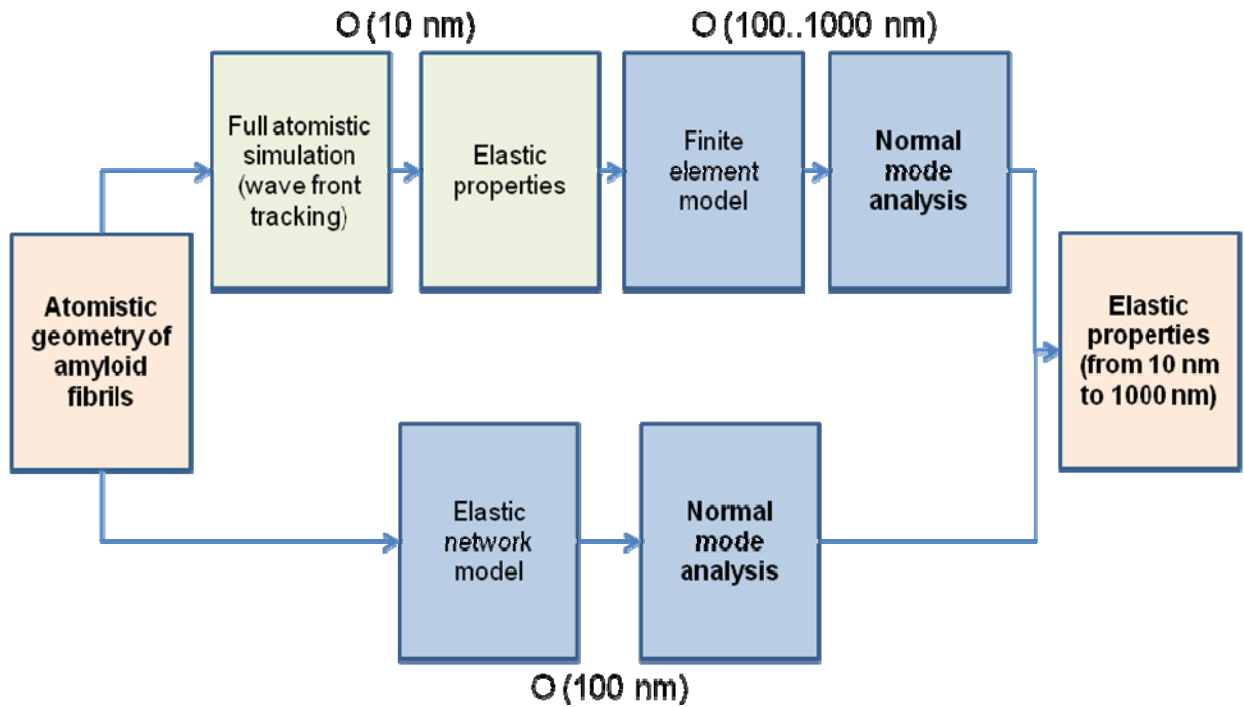 O (10 nm)
O (100..1000 nm)
Full atomistic
simulation
(wave front
tracking)
Elastic
properties
Finite
element
model
Normal
mode
analysis
Atomistic
geometry of
amyloid
fibrils
Elastic
properties
(from 10 nm
to 1000 nm)
Elastic
network
model
Normal
mode
analysis
O (100 nm)